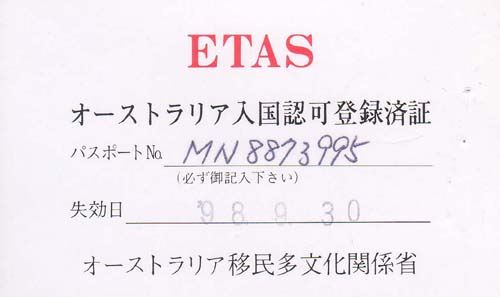 ETAS
オーストラリア入国認可登録済証
パスポートNo. MN8873995
(必ず御記入下さい)
失効日 '98.9.30
オーストラリア移民多文化関係省